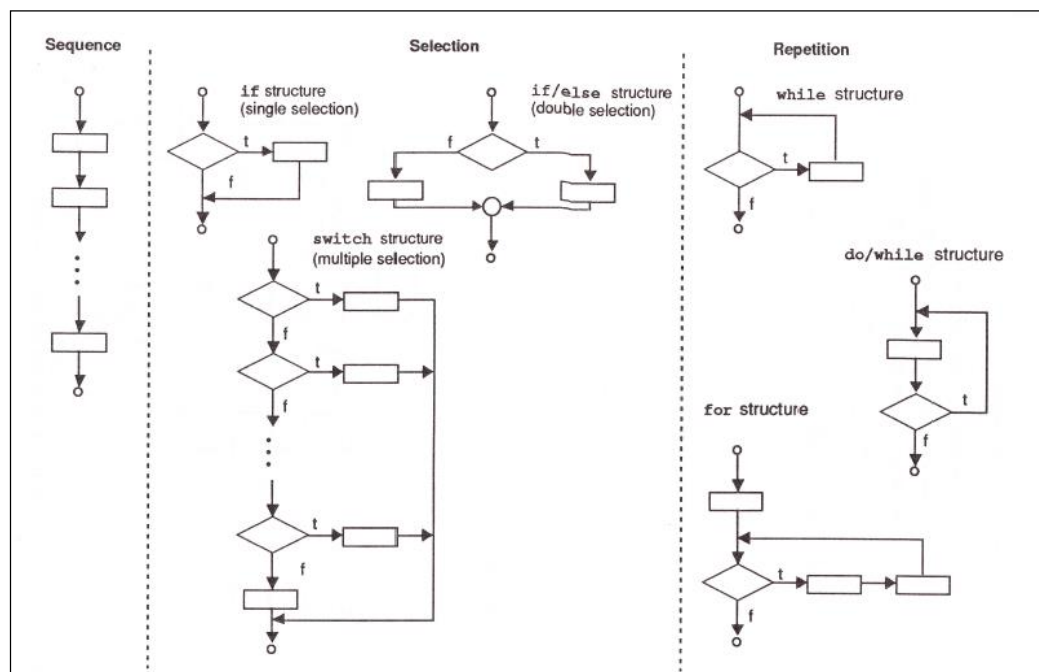 Sequence
Selection
Repetition
if structure
(single selection)
t
f
if/else structure
(double selection)
f
t
switch structure
(multiple selection)
t
f
t
f
t
f
while structure
t
f
do/while structure
t
f
for structure
t
f